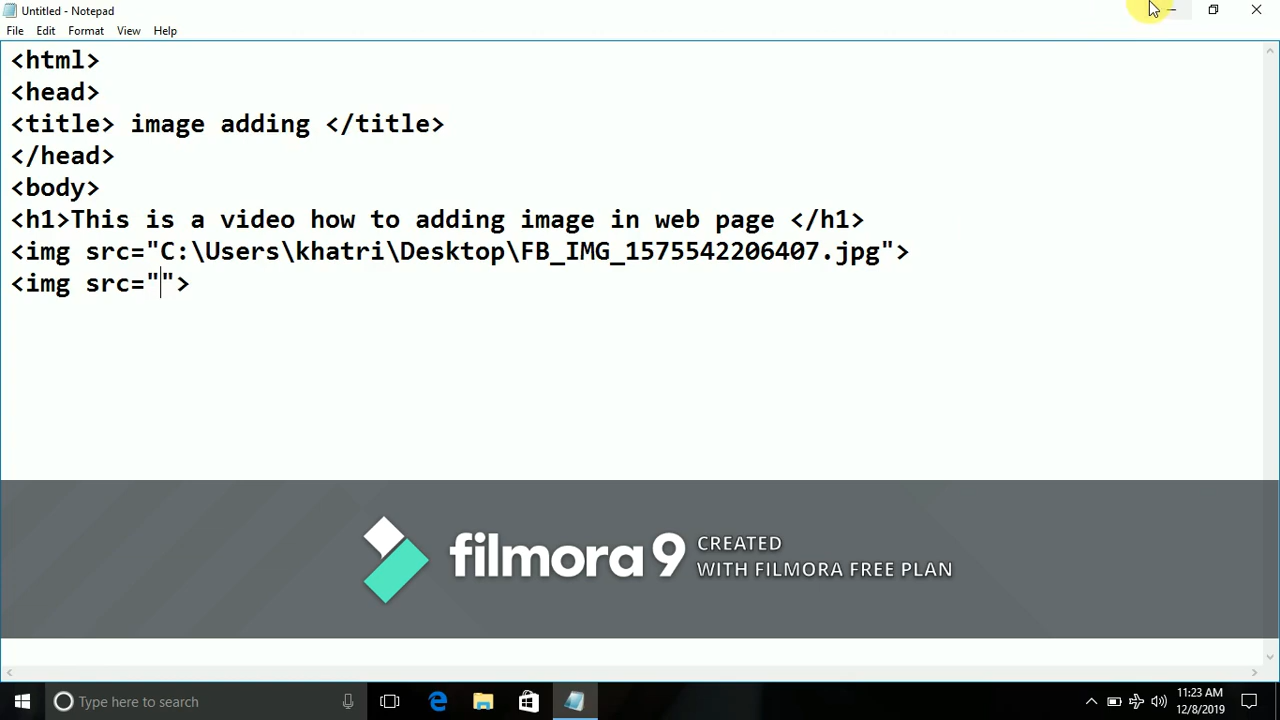 Untitled - Notepad
File Edit Format View Help
<html>
<head>
<title> image adding </title>
</head>
<body>
<h1>This is a video how to adding image in web page </h1>
<img src="C:\Users\khatri\Desktop\FB_IMG_1575542206407.jpg">
<img src="">
filmora 9 CREATED
WITH FILMORA FREE PLAN
Type here to search
11:23 AM
12/8/2019